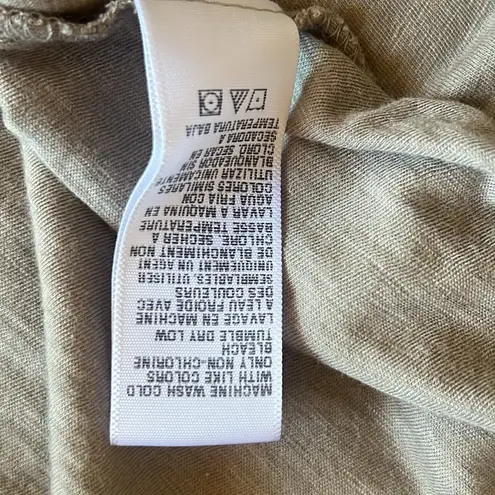 MACHINE WASH COLD
WITH LIKE COLORS
ONLY NON-CHLORINE
BLEACH
TUMBLE DRY LOW
LAVAGE EN MACHINE
A LEAU FROIDE AVEC
DES COULEURS
SEMBLABLES. UTILISER
UNIQUEMENT UN AGENT
DE BLANCHIMENT NON
CHLORE SECHER À
BASSE TEMPERATURE
LAVAR A MAQUINA EN
AGUA FRIA CON
COLORES SIMILARES
UTILIZAR UNICAMENTE
BLANQUEADOR SIN
CLORO, SECAR EN
SECADORA A
TEMPERATURA BAJA